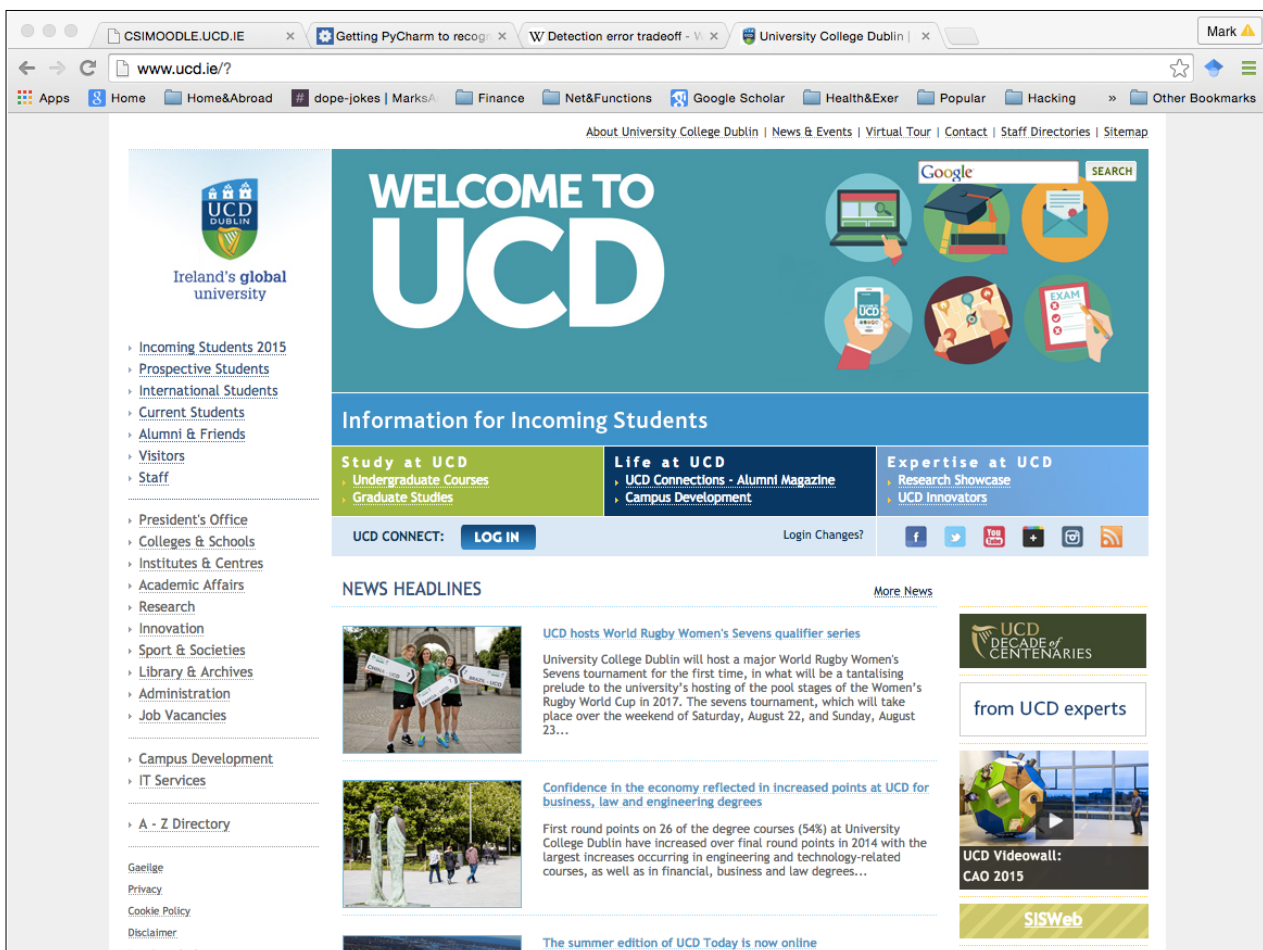 CSIMOODLE.UCD.IE
Getting PyCharm to recogn
Detection error tradeoff - W
University College Dublin |
Mark
www.ucd.ie/?
Apps
Home
Home&Abroad
dope-jokes | MarksA
Finance
Net&Functions
Google Scholar
Health&Exer
Popular
Hacking
»
Other Bookmarks
About University College Dublin | News & Events | Virtual Tour | Contact | Staff Directories | Sitemap
UCD
DUBLIN
Ireland's global
university
WELCOME TO
UCD
Google
SEARCH
WELCOME TO
UCD
EXAM
Incoming Students 2015
Prospective Students
International Students
Current Students
Alumni & Friends
Visitors
Staff
President's Office
Colleges & Schools
Institutes & Centres
Academic Affairs
Research
Innovation
Sport & Societies
Library & Archives
Administration
Job Vacancies
Campus Development
IT Services
A - Z Directory
Gaeilge
Privacy
Cookie Policy
Disclaimer
Information for Incoming Students
Study at UCD
Undergraduate Courses
Graduate Studies
Life at UCD
UCD Connections - Alumni Magazine
Campus Development
Expertise at UCD
Research Showcase
UCD Innovators
UCD CONNECT:
LOG IN
Login Changes?
You
Tube
NEWS HEADLINES
More News
CHINA - UCD
BRAZIL - UCD
UCD hosts World Rugby Women's Sevens qualifier series
University College Dublin will host a major World Rugby Women's
Sevens tournament for the first time, in what will be a tantalising
prelude to the university's hosting of the pool stages of the Women's
Rugby World Cup in 2017. The sevens tournament, which will take
place over the weekend of Saturday, August 22, and Sunday, August
23...
Confidence in the economy reflected in increased points at UCD for
business, law and engineering degrees
First round points on 26 of the degree courses (54%) at University
College Dublin have increased over final round points in 2014 with the
largest increases occurring in engineering and technology-related
courses, as well as in financial, business and law degrees...
The summer edition of UCD Today is now online
UCD
DECADE of
CENTENARIES
from UCD experts
UCD Videowall:
CAO 2015
SISWeb